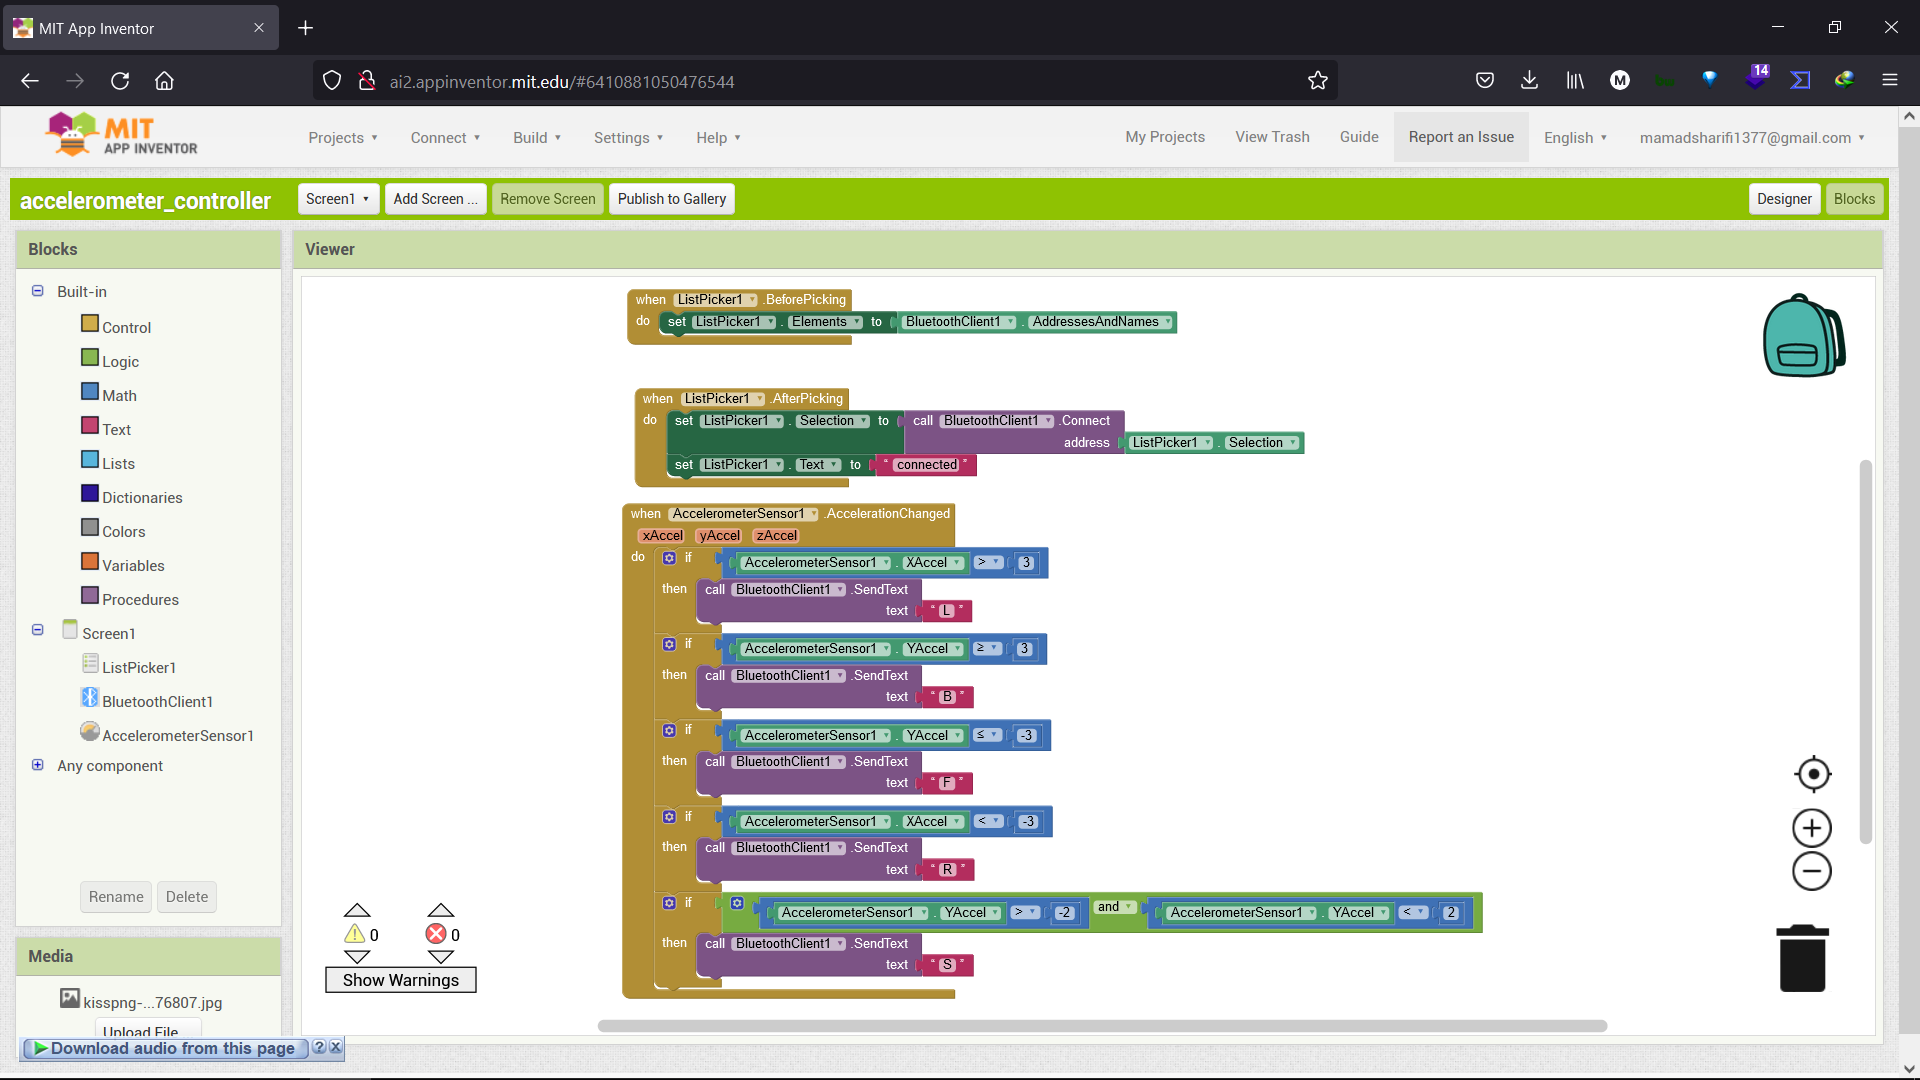 MIT App Inventor
ai2.appinventor.mit.edu/#6410881050476544
M
14
MIT
APP INVENTOR
Projects Connect Build Settings Help My Projects View Trash Guide Report an Issue English mamadsharifi1377@gmail.com
accelerometer_controller Screen1 Add Screen ... Remove Screen Publish to Gallery Designer Blocks
Blocks
Viewer
Built-in
Control
Logic
Math
Text
Lists
Dictionaries
Colors
Variables
Procedures
Screen1
ListPicker1
BluetoothClient1
AccelerometerSensor1
Any component
Rename Delete
Media
kisspng-...76807.jpg
Upload File
Download audio from this page ?
when ListPicker1 .BeforePicking
do set ListPicker1 . Elements to BluetoothClient1 . AddressesAndNames
when ListPicker1 .AfterPicking
do set ListPicker1 . Selection to call BluetoothClient1 .Connect
address ListPicker1 . Selection
set ListPicker1 . Text to “ connected ”
when AccelerometerSensor1 .AccelerationChanged
xAccel yAccel zAccel
do if AccelerometerSensor1 . XAccel > 3
then call BluetoothClient1 .SendText
text “ L ”
if AccelerometerSensor1 . YAccel ≥ 3
then call BluetoothClient1 .SendText
text “ B ”
if AccelerometerSensor1 . YAccel ≤ -3
then call BluetoothClient1 .SendText
text “ F ”
if AccelerometerSensor1 . XAccel < -3
then call BluetoothClient1 .SendText
text “ R ”
if AccelerometerSensor1 . YAccel > -2 and AccelerometerSensor1 . YAccel < 2
then call BluetoothClient1 .SendText
text “ S ”
0 0
Show Warnings